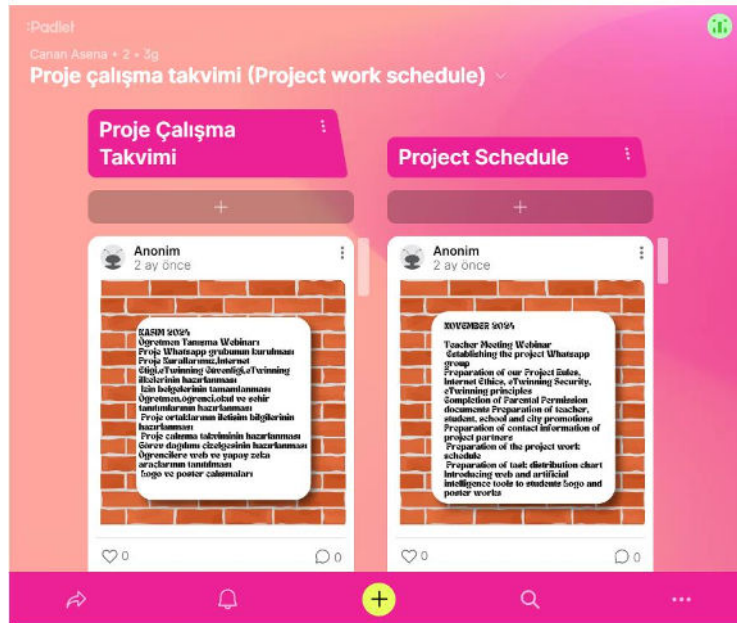 :Padlet
Canan Asena • 2 • 3g
Proje çalışma takvimi (Project work schedule)
Proje Çalışma
Takvimi
Anonim
2 ay önce
KASIM 2024
Öğretmen Tanışma Webinarı
Proje Whatsapp grubunun kurulması
Proje Kurallarımız,İnternet
Etiği,eTwinning Güvenliği,eTwinning
ilkelerinin hazırlanması
İzin belgelerinin tamamlanması
Öğretmen,öğrenci,okul ve şehir
tanıtımlarının hazırlanması
Proje ortaklarının iletişim bilgilerinin
hazırlanması
Proje calısma takviminin hazırlanması
Görev dagılımı cizelgesinin hazırlanması
Ögrencilere web ve yapay zeka
araclarının tanıtılması
Logo ve poster calısmaları
0
0
Project Schedule
Anonim
2 ay önce
NOVEMBER 2024
Teacher Meeting Webinar
Establishing the project Whatsapp
group
Preparation of our Project Rules,
Internet Ethics, eTwinning Security,
eTwinning principles
Completion of Parental Permission
documents Preparation of teacher,
student, school and city promotions
Preparation of contact information of
project partners
Preparation of the project work
schedule
Preparation of task distribution chart
Introducing web and artificial
intelligence tools to students Logo and
poster works
0
0